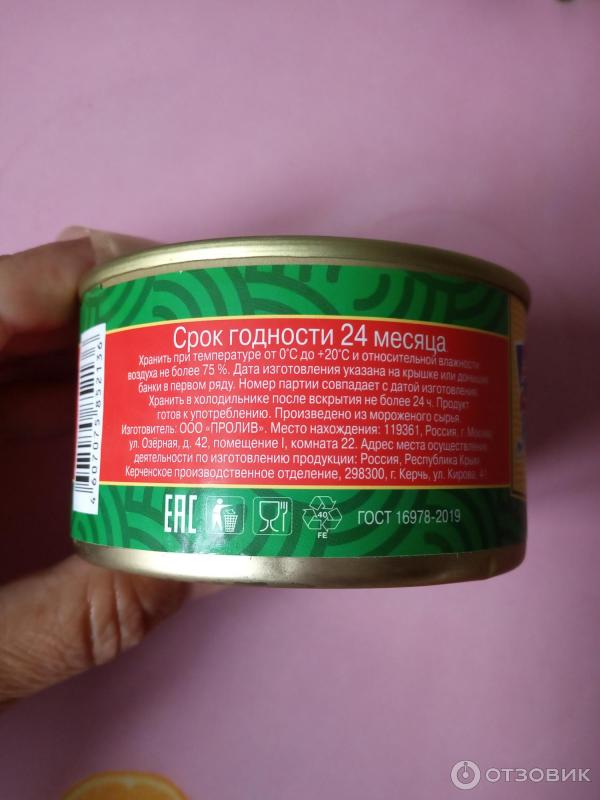 Срок годности 24 месяца
Хранить при температуре от 0°С до +20°С и относительной влажности
воздуха не более 75 %. Дата изготовления указана на крышке или донышке
банки в первом ряду. Номер партии совпадает с датой изготовления.
Хранить в холодильнике после вскрытия не более 24 ч. Продукт
готов к употреблению. Произведено из мороженого сырья.
Изготовитель: ООО "ПРОЛИВ". Место нахождения: 119361, Россия, г. Москва,
ул. Озёрная, д. 42, помещение I, комната 22. Адрес места осуществления
деятельности по изготовлению продукции: Россия, Республика Крым
Керченское производственное отделение, 298300, г. Керчь, ул. Кирова, 41
4607075852136
ЕАС
40
FE
ГОСТ 16978-2019
ОТЗОВИК